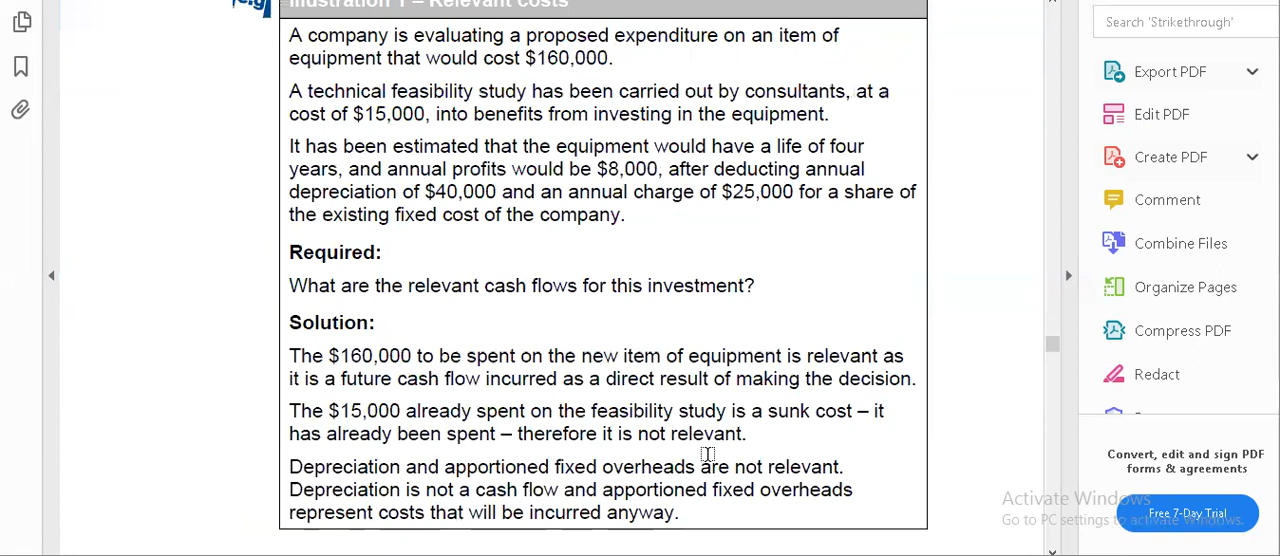 Illustration 1 – Relevant costs
A company is evaluating a proposed expenditure on an item of
equipment that would cost $160,000.
A technical feasibility study has been carried out by consultants, at a
cost of $15,000, into benefits from investing in the equipment.
It has been estimated that the equipment would have a life of four
years, and annual profits would be $8,000, after deducting annual
depreciation of $40,000 and an annual charge of $25,000 for a share of
the existing fixed cost of the company.
Required:
What are the relevant cash flows for this investment?
Solution:
The $160,000 to be spent on the new item of equipment is relevant as
it is a future cash flow incurred as a direct result of making the decision.
The $15,000 already spent on the feasibility study is a sunk cost – it
has already been spent – therefore it is not relevant.
Depreciation and apportioned fixed overheads are not relevant.
Depreciation is not a cash flow and apportioned fixed overheads
represent costs that will be incurred anyway.
Search 'Strikethrough'
Export PDF
Edit PDF
Create PDF
Comment
Combine Files
Organize Pages
Compress PDF
Redact
Convert, edit and sign PDF
forms & agreements
Free 7-Day Trial
Activate Windows
Go to PC settings to activate Windows.